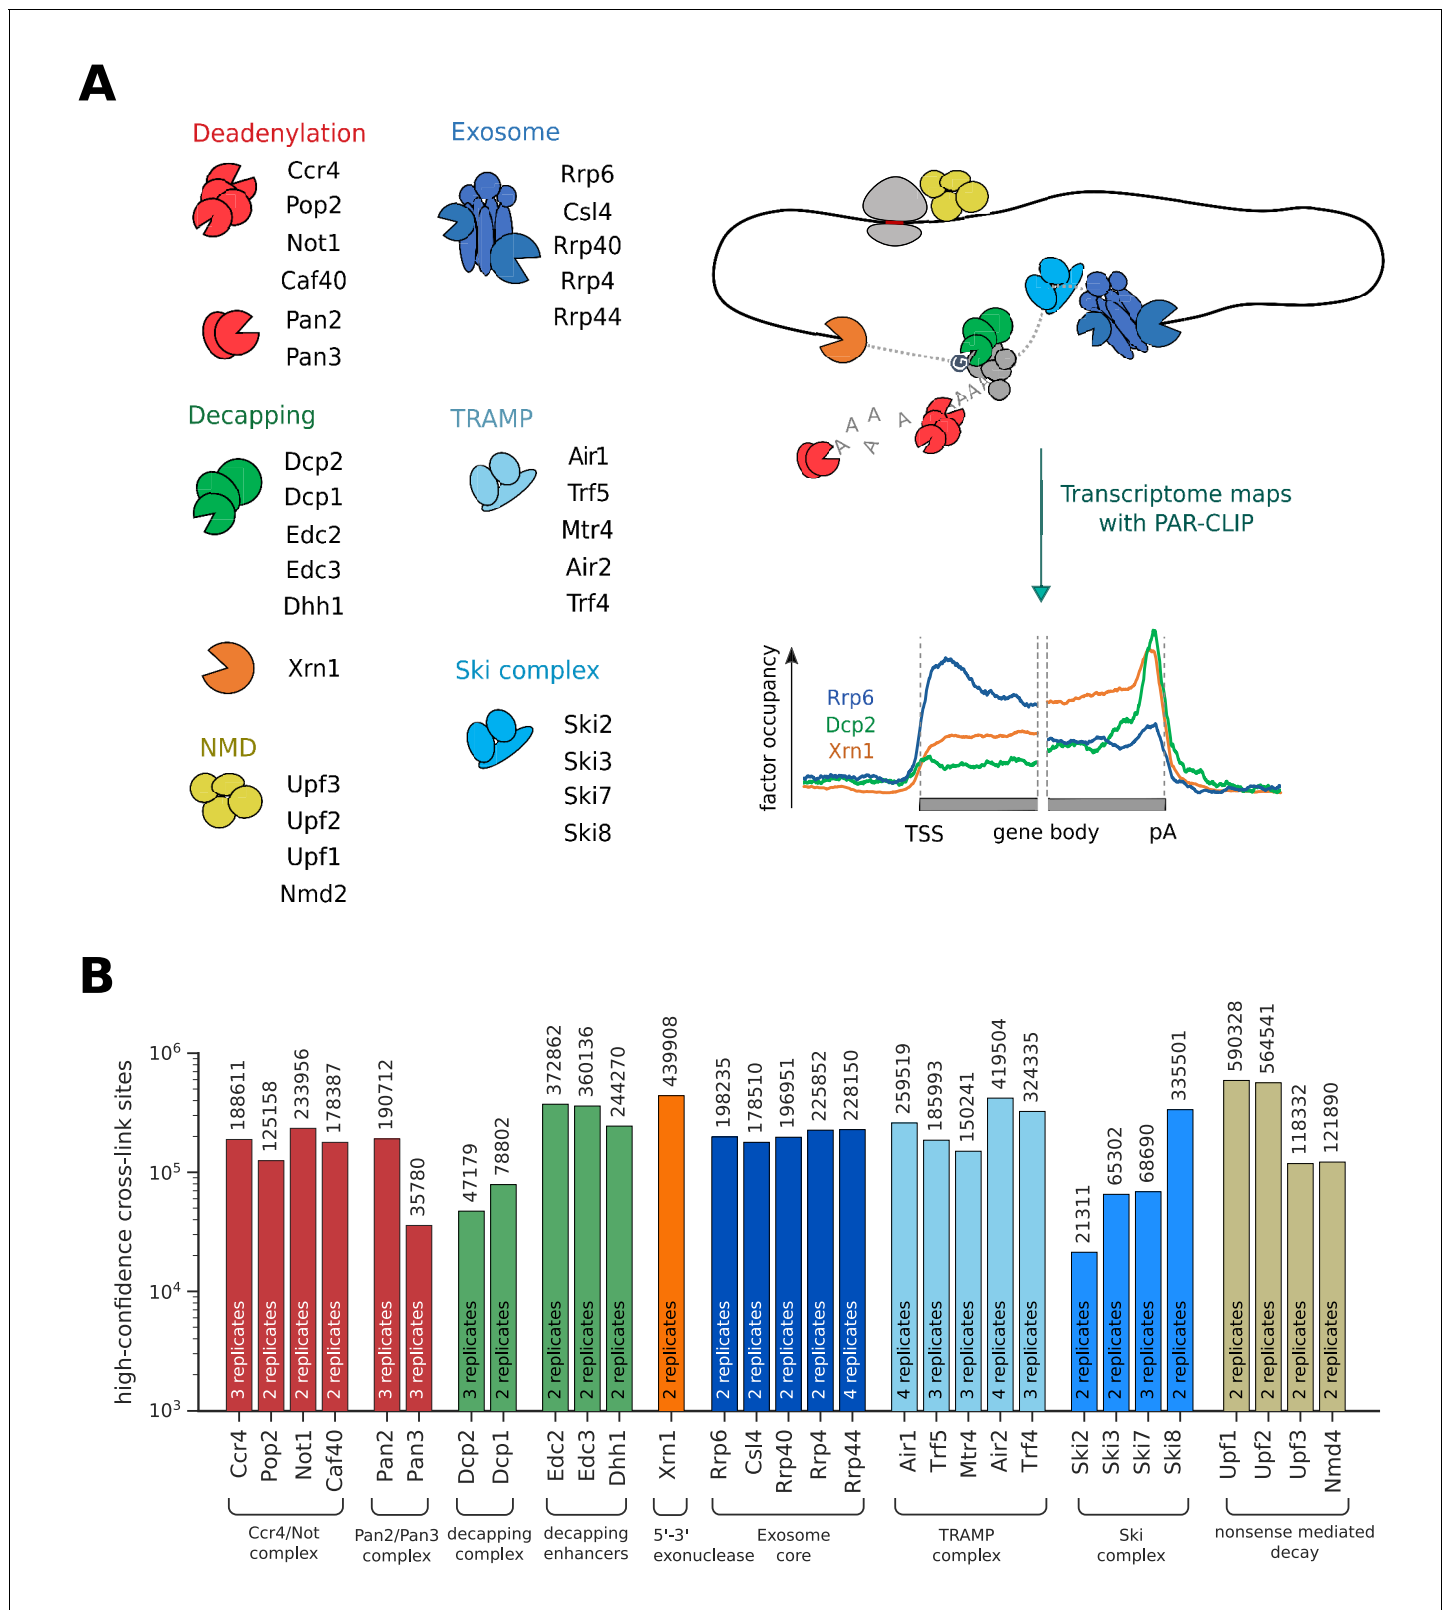 A
Deadenylation
Ccr4
Pop2
Not1
Caf40
Pan2
Pan3
Decapping
Dcp2
Dcp1
Edc2
Edc3
Dhh1
Xrn1
NMD
Upf3
Upf2
Upf1
Nmd2
Exosome
Rrp6
Csl4
Rrp40
Rrp4
Rrp44
TRAMP
Air1
Trf5
Mtr4
Air2
Trf4
Ski complex
Ski2
Ski3
Ski7
Ski8
G
AAAA
A
A
A
A
A
Transcriptome maps
with PAR-CLIP
factor occupancy
Rrp6
Dcp2
Xrn1
TSS
gene body
pA
B
high-confidence cross-link sites
10^6
10^5
10^4
10^3
188611
125158
233956
178387
190712
35780
47179
78802
372862
360136
244270
439908
198235
178510
196951
225852
228150
259519
185993
150241
419504
324335
21311
65302
68690
335501
590328
564541
118332
121890
3 replicates
2 replicates
2 replicates
2 replicates
3 replicates
3 replicates
3 replicates
2 replicates
2 replicates
2 replicates
2 replicates
2 replicates
2 replicates
2 replicates
2 replicates
2 replicates
4 replicates
4 replicates
3 replicates
3 replicates
4 replicates
3 replicates
2 replicates
2 replicates
3 replicates
2 replicates
2 replicates
2 replicates
2 replicates
2 replicates
Ccr4
Pop2
Not1
Caf40
Pan2
Pan3
Dcp2
Dcp1
Edc2
Edc3
Dhh1
Xrn1
Rrp6
Csl4
Rrp40
Rrp4
Rrp44
Air1
Trf5
Mtr4
Air2
Trf4
Ski2
Ski3
Ski7
Ski8
Upf1
Upf2
Upf3
Nmd4
Ccr4/Not
complex
Pan2/Pan3
complex
decapping
complex
decapping
enhancers
5'-3'
exonuclease
Exosome
core
TRAMP
complex
Ski
complex
nonsense mediated
decay